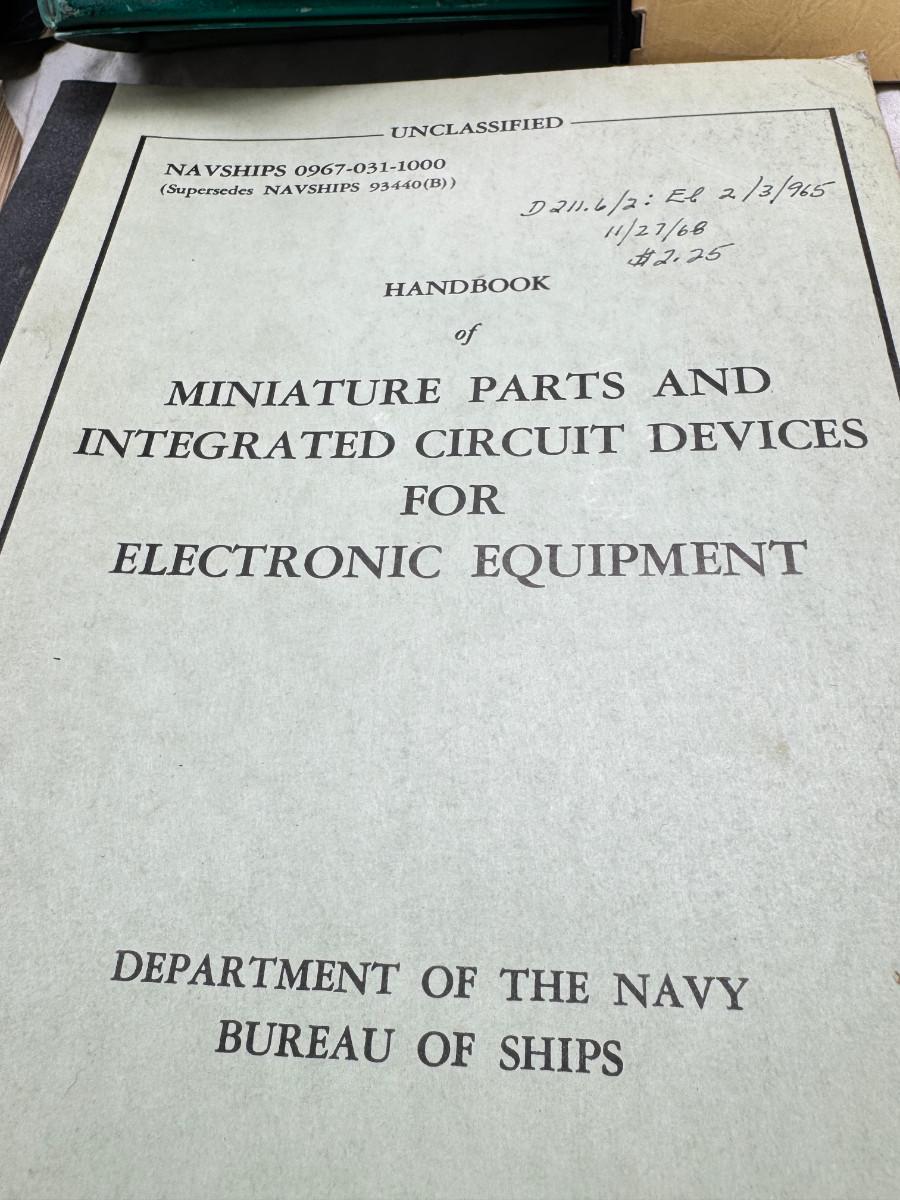 UNCLASSIFIED
NAVSHIPS 0967-031-1000
(Supersedes NAVSHIPS 93440(B))
D 211.6/2: El 2/3/965
11/27/68
$2.25
HANDBOOK
of
MINIATURE PARTS AND
INTEGRATED CIRCUIT DEVICES
FOR
ELECTRONIC EQUIPMENT
DEPARTMENT OF THE NAVY
BUREAU OF SHIPS